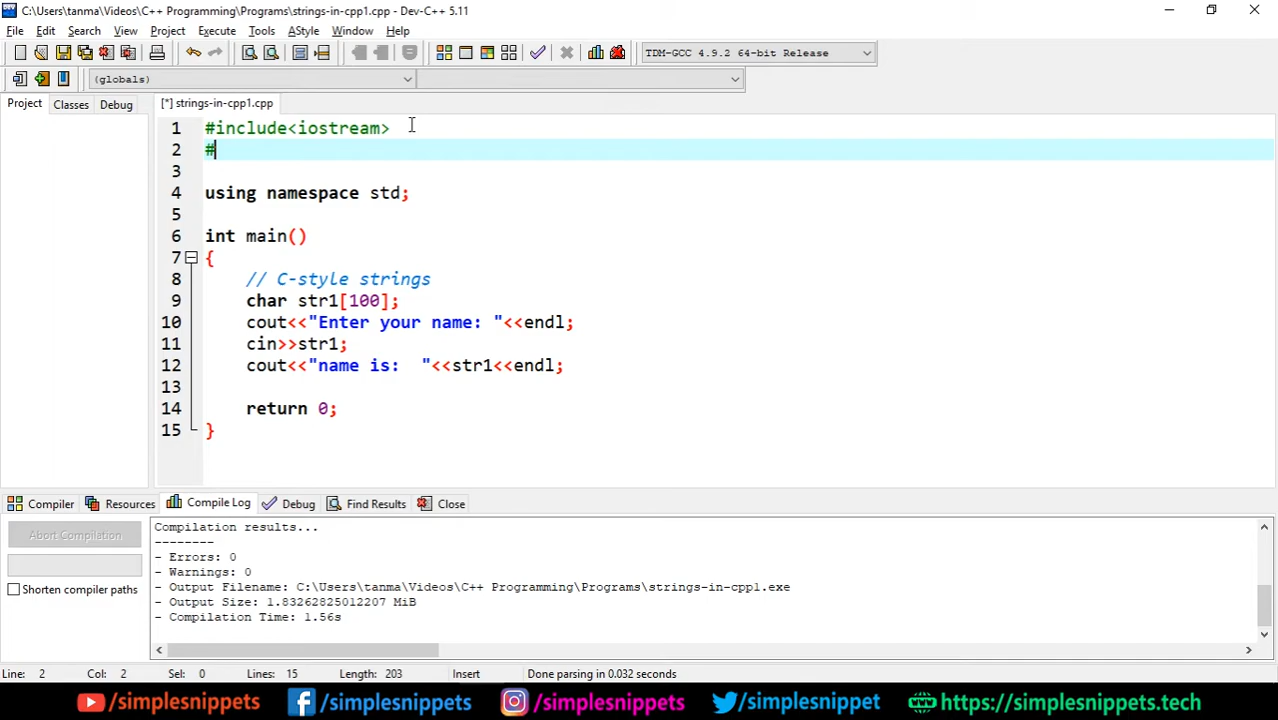 C:\Users\tanma\Videos\C++ Programming\Programs\strings-in-cpp1.cpp - Dev-C++ 5.11
File Edit Search View Project Execute Tools AStyle Window Help
TDM-GCC 4.9.2 64-bit Release
(globals)
Project Classes Debug [*] strings-in-cpp1.cpp
1 #include<iostream>
2 #
3
4 using namespace std;
5
6 int main()
7 {
8 // C-style strings
9 char str1[100];
10 cout<<"Enter your name: "<<endl;
11 cin>>str1;
12 cout<<"name is:  "<<str1<<endl;
13
14 return 0;
15 }
Compiler Resources Compile Log Debug Find Results Close
Abort Compilation
Shorten compiler paths
Compilation results...
--------
- Errors: 0
- Warnings: 0
- Output Filename: C:\Users\tanma\Videos\C++ Programming\Programs\strings-in-cpp1.exe
- Output Size: 1.83262825012207 MiB
- Compilation Time: 1.56s
Line: 2 Col: 2 Sel: 0 Lines: 15 Length: 203 Insert Done parsing in 0.032 seconds
/simplesnippets /simplesnippets /simplesnippets /simplesnippets https://simplesnippets.tech